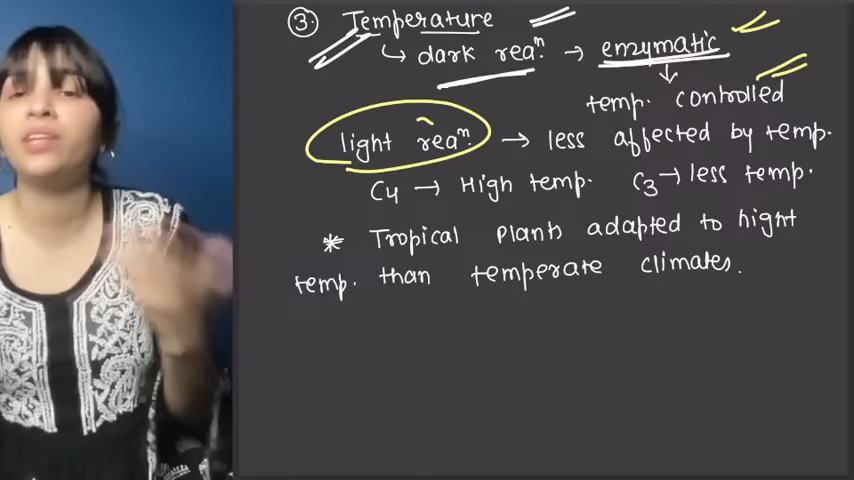 3. Temperature
↳ dark reaⁿ. → enzymatic
↓
temp. controlled
light reaⁿ. → less affected by temp.
C4 → High temp. C3 → less temp.
* Tropical Plants adapted to hight
temp. than temperate climates.